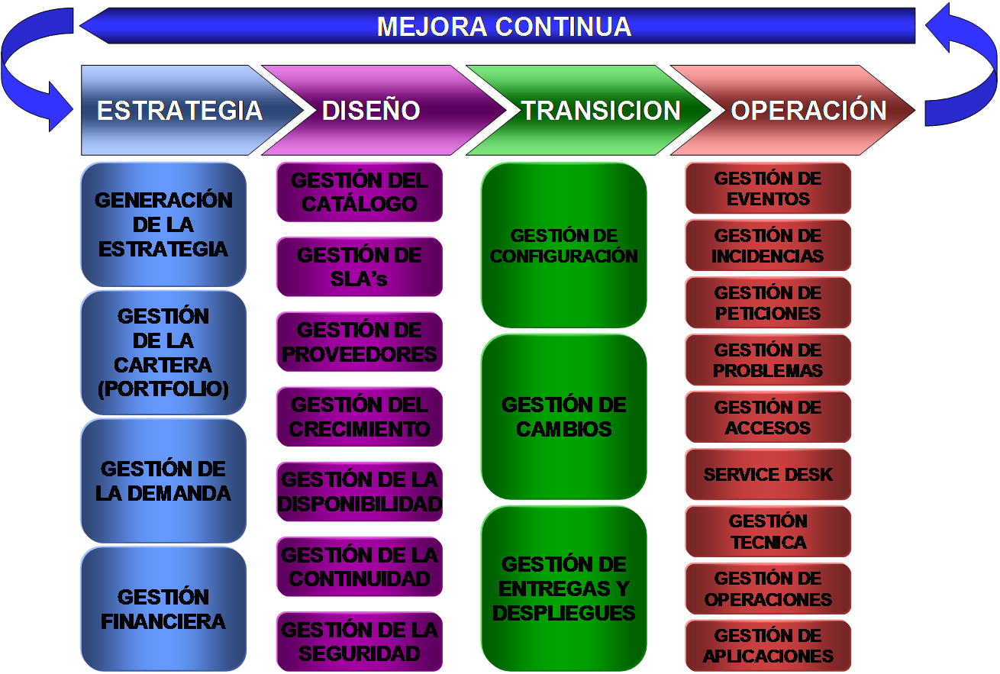 MEJORA CONTINUA
ESTRATEGIA
DISEÑO
TRANSICION
OPERACIÓN
GENERACIÓN
DE LA
ESTRATEGIA
GESTIÓN
DE LA
CARTERA
(PORTFOLIO)
GESTIÓN DE
LA DEMANDA
GESTIÓN
FINANCIERA
GESTIÓN DEL
CATÁLOGO
GESTIÓN DE
SLA’s
GESTIÓN DE
PROVEEDORES
GESTIÓN DEL
CRECIMIENTO
GESTIÓN DE LA
DISPONIBILIDAD
GESTIÓN DE LA
CONTINUIDAD
GESTIÓN DE LA
SEGURIDAD
GESTIÓN DE
CONFIGURACIÓN
GESTIÓN DE
CAMBIOS
GESTIÓN DE
ENTREGAS Y
DESPLIEGUES
GESTIÓN DE
EVENTOS
GESTIÓN DE
INCIDENCIAS
GESTIÓN DE
PETICIONES
GESTIÓN DE
PROBLEMAS
GESTIÓN DE
ACCESOS
SERVICE DESK
GESTIÓN
TECNICA
GESTIÓN DE
OPERACIONES
GESTIÓN DE
APLICACIONES